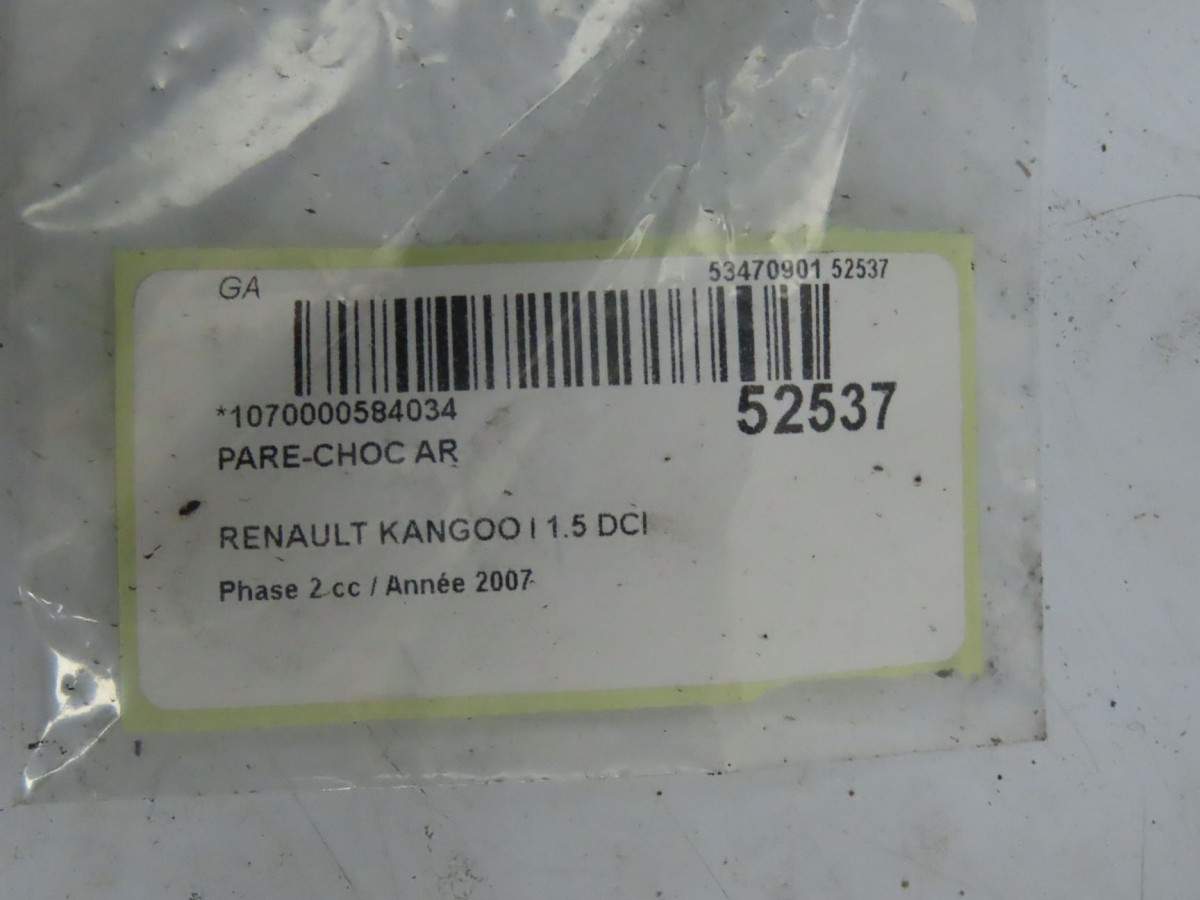 GA
53470901 52537
*1070000584034
52537
PARE-CHOC AR
RENAULT KANGOO I 1.5 DCI
Phase 2 cc / Année 2007